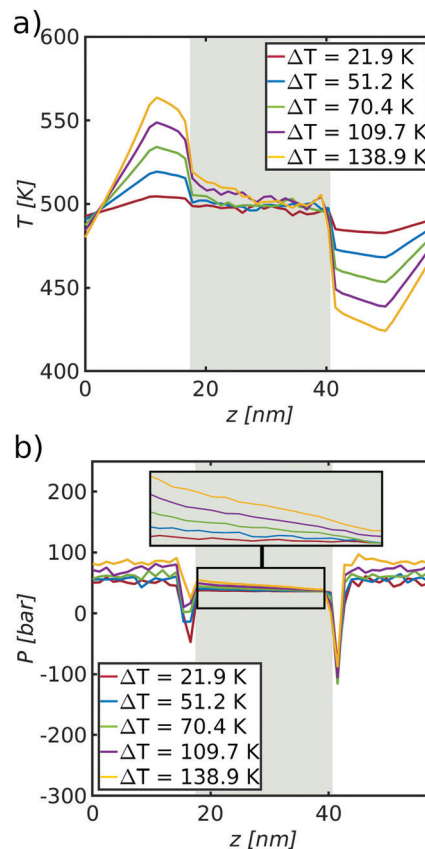 a)
600
550
500
450
400
T [K]
ΔT = 21.9 K
ΔT = 51.2 K
ΔT = 70.4 K
ΔT = 109.7 K
ΔT = 138.9 K
0 20 40
z [nm]
b)
200
100
0
-100
-200
-300
P [bar]
ΔT = 21.9 K
ΔT = 51.2 K
ΔT = 70.4 K
ΔT = 109.7 K
ΔT = 138.9 K
0 20 40
z [nm]